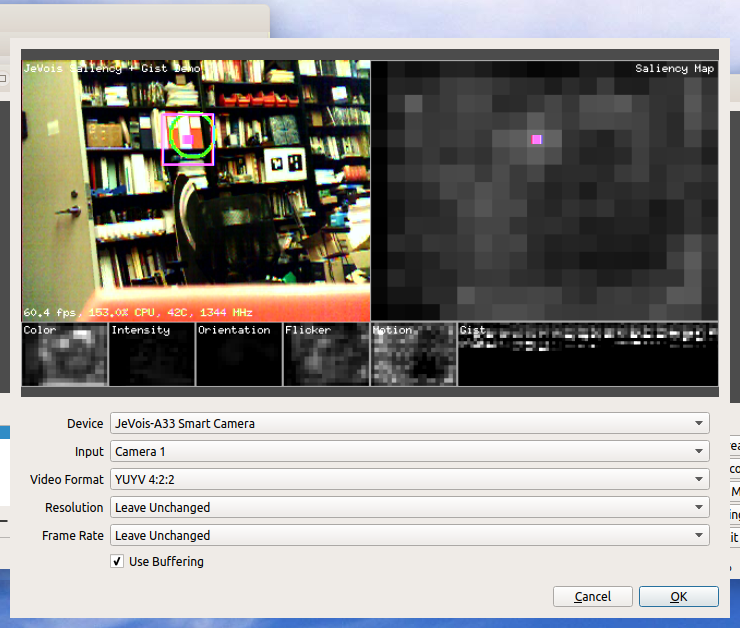 JeVois Saliency + Gist Demo
Saliency Map
60.4 fps, 153.0% CPU, 42C, 1344 MHz
Color
Intensity
Orientation
Flicker
Motion
Gist
Device
JeVois-A33 Smart Camera
Input
Camera 1
Video Format
YUYV 4:2:2
Resolution
Leave Unchanged
Frame Rate
Leave Unchanged
Use Buffering
Cancel
OK